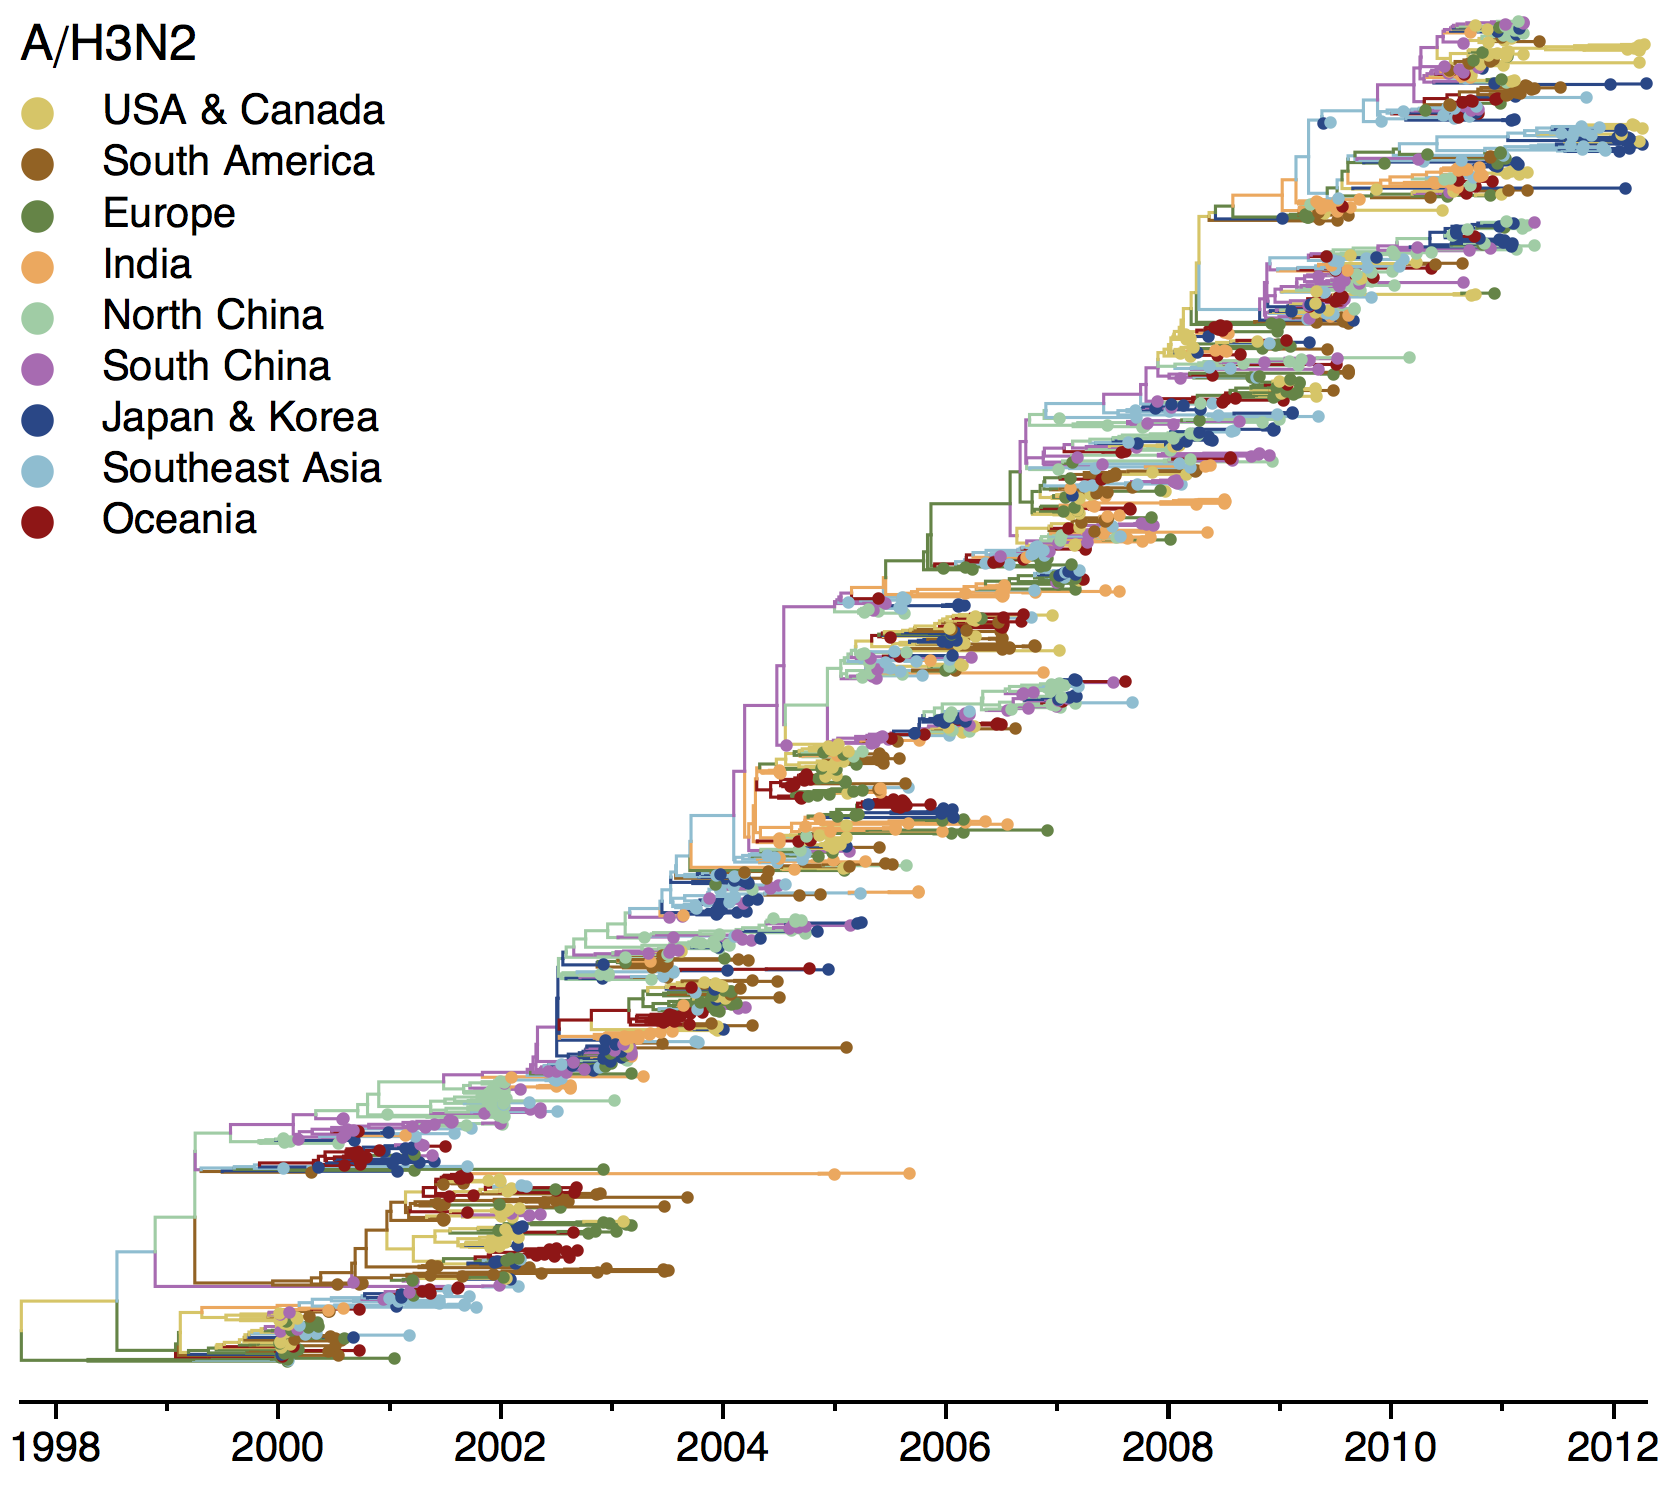 A/H3N2
USA & Canada
South America
Europe
India
North China
South China
Japan & Korea
Southeast Asia
Oceania
1998 2000 2002 2004 2006 2008 2010 2012